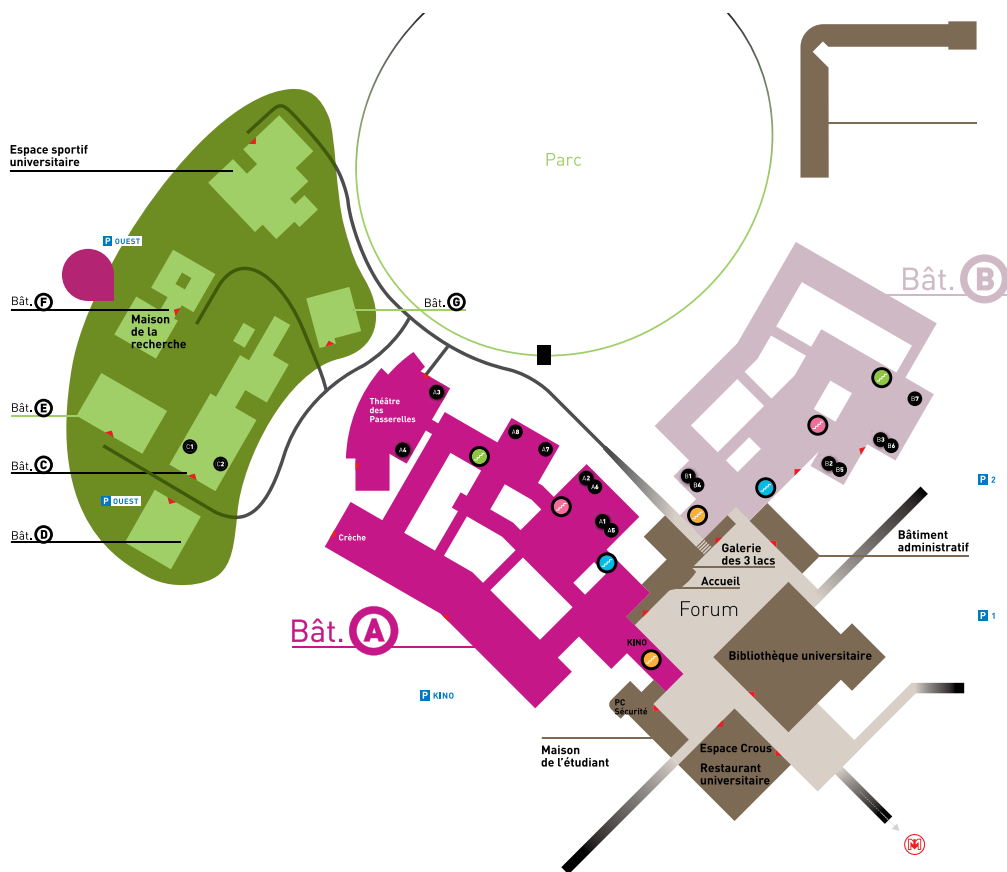 Espace sportif
universitaire
P OUEST
Bât. F
Maison
de la
recherche
Bât. G
Parc
Bât. B
Bât. E
Bât. C
C1
C2
P OUEST
Bât. D
Théâtre
des
Passerelles
A3
A4
A8
A7
A2
A6
A1
A5
Crèche
Bât. A
B7
B3
B6
B2
B5
B1
B4
P 2
Bâtiment
administratif
Galerie
des 3 lacs
Accueil
Forum
P 1
KINO
Bibliothèque universitaire
P KINO
PC
Sécurité
Maison
de l'étudiant
Espace Crous
Restaurant
universitaire
M